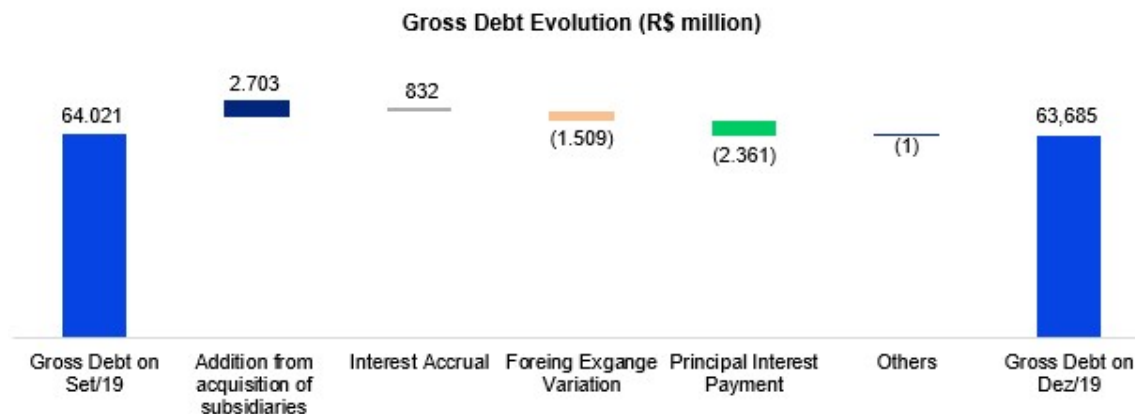 Gross Debt Evolution (R$ million)
2.703
832
64.021
63,685
(1.509)
(2.361)
(1)
Gross Debt on
Set/19
Addition from
acquisition of
subsidiaries
Interest Accrual
Foreing Exgange
Variation
Principal Interest
Payment
Others
Gross Debt on
Dez/19